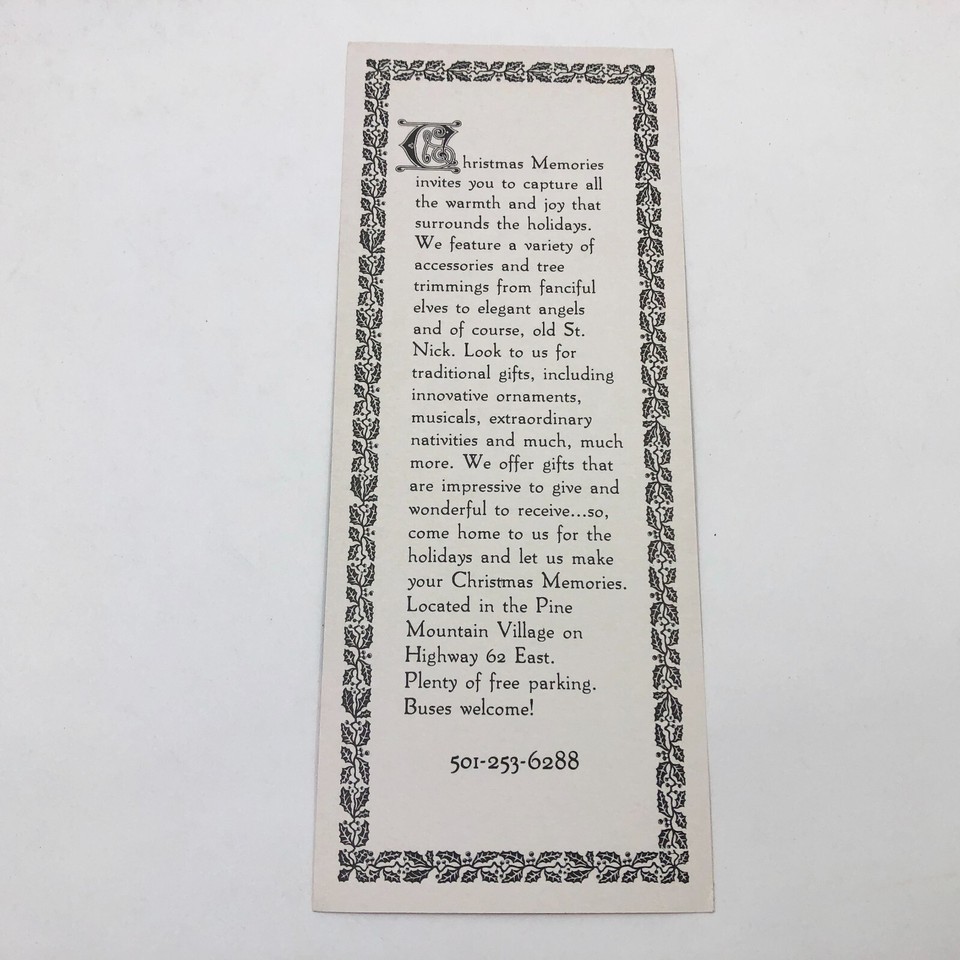 Christmas Memories
invites you to capture all
the warmth and joy that
surrounds the holidays.
We feature a variety of
accessories and tree
trimmings from fanciful
elves to elegant angels
and of course, old St.
Nick. Look to us for
traditional gifts, including
innovative ornaments,
musicals, extraordinary
nativities and much, much
more. We offer gifts that
are impressive to give and
wonderful to receive...so,
come home to us for the
holidays and let us make
your Christmas Memories.
Located in the Pine
Mountain Village on
Highway 62 East.
Plenty of free parking.
Buses welcome!
501-253-6288